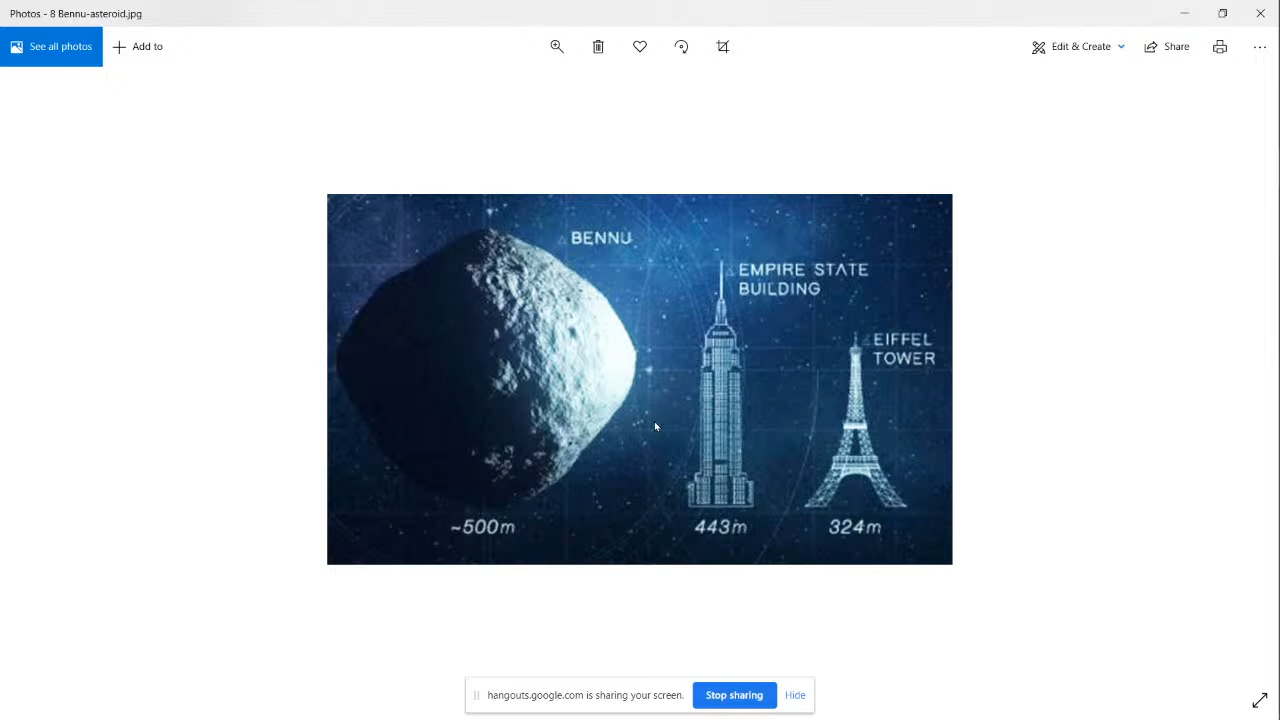 Photos - 8 Bennu-asteroid.jpg
See all photos
Add to
Edit & Create
Share
BENNU
EMPIRE STATE
BUILDING
EIFFEL
TOWER
~500m
443m
324m
hangouts.google.com is sharing your screen.
Stop sharing
Hide